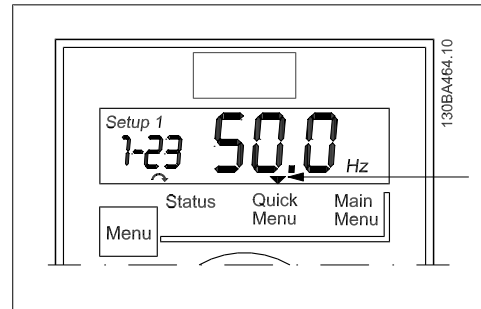 130BA464.10
Setup 1
1-23 50.0 Hz
Status Quick Menu Main Menu
Menu